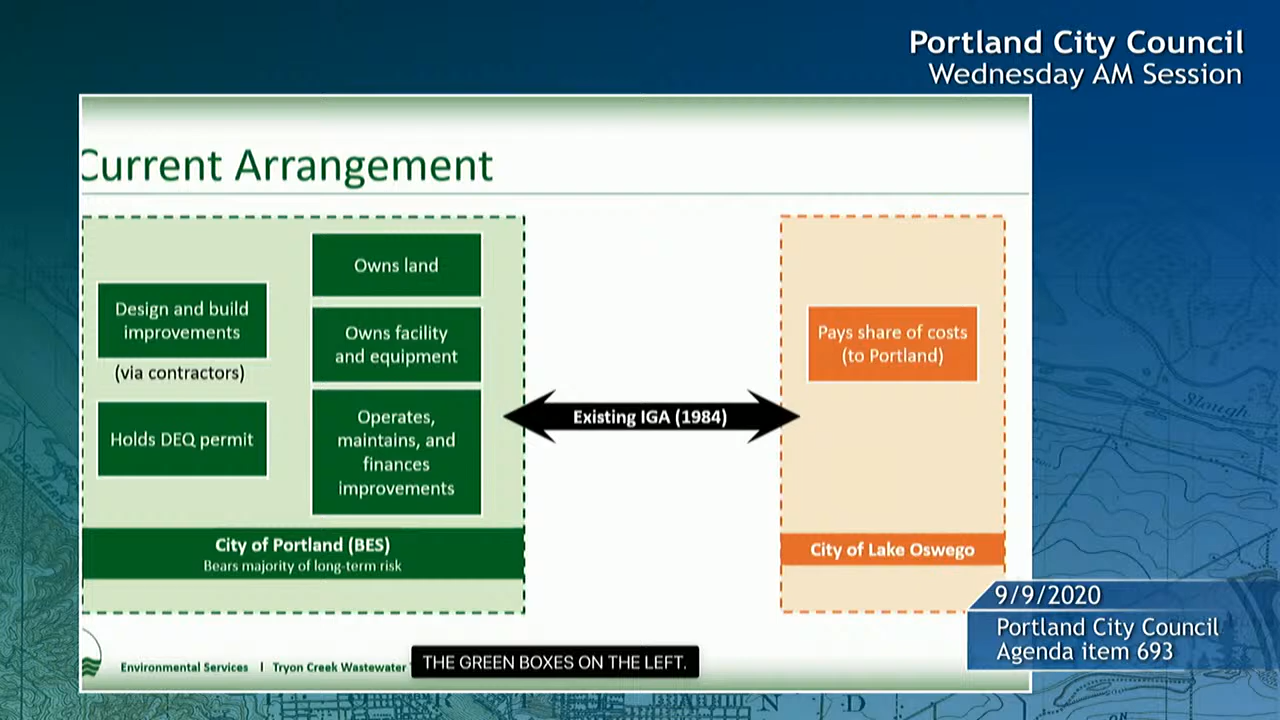 Portland City Council
Wednesday AM Session
Current Arrangement
Owns land
Design and build
improvements
(via contractors)
Owns facility
and equipment
Holds DEQ permit
Operates,
maintains, and
finances
improvements
City of Portland (BES)
Bears majority of long-term risk
Existing IGA (1984)
Pays share of costs
(to Portland)
City of Lake Oswego
Environmental Services | Tryon Creek Wastewater
THE GREEN BOXES ON THE LEFT.
9/9/2020
Portland City Council
Agenda item 693
Slough
N D
ON